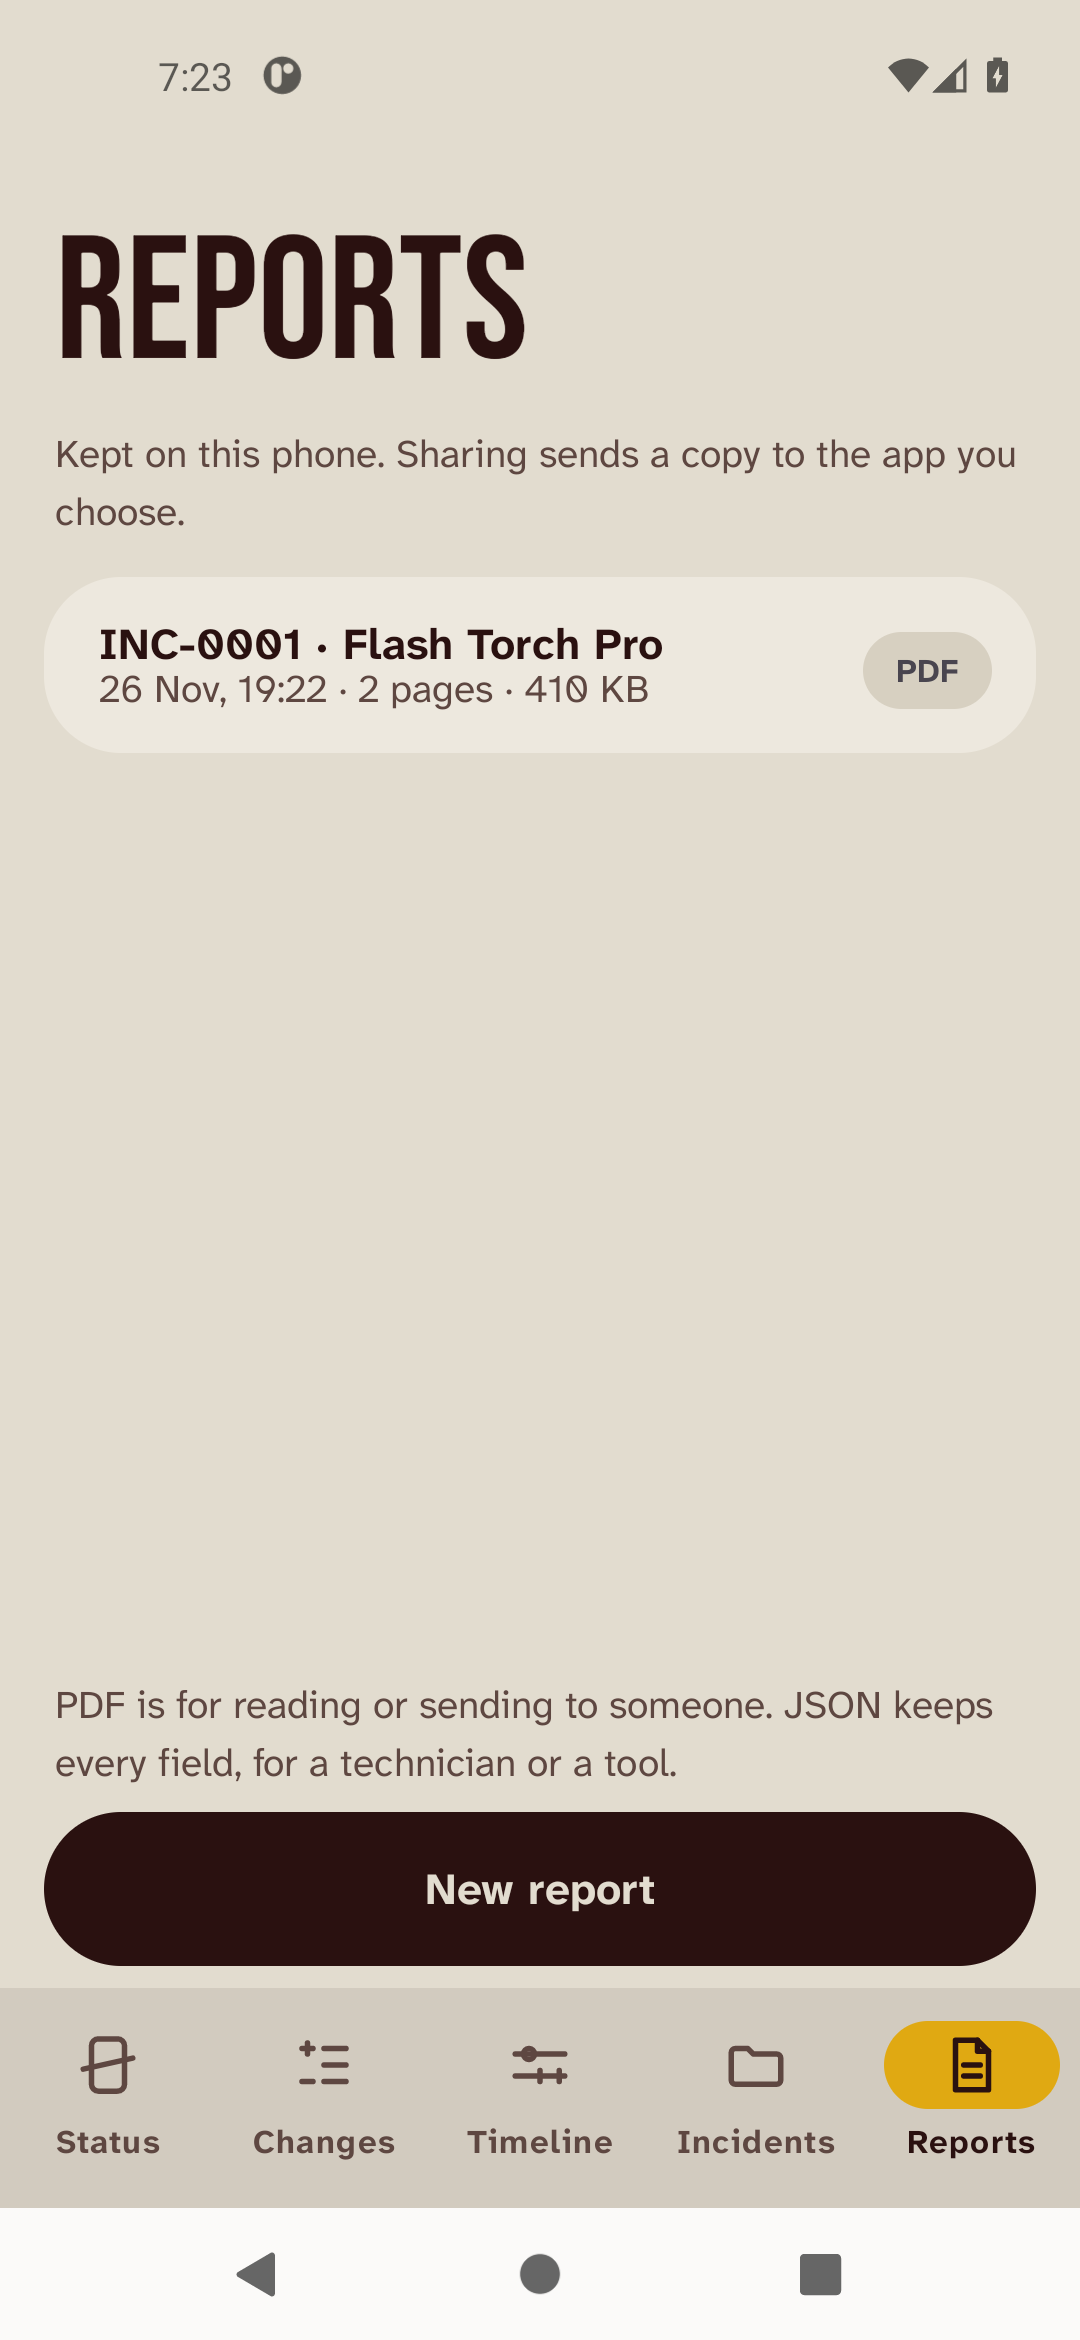 7:23
REPORTS
Kept on this phone. Sharing sends a copy to the app you
choose.
INC-0001 · Flash Torch Pro
26 Nov, 19:22 · 2 pages · 410 KB
PDF
PDF is for reading or sending to someone. JSON keeps
every field, for a technician or a tool.
New report
Status
Changes
Timeline
Incidents
Reports